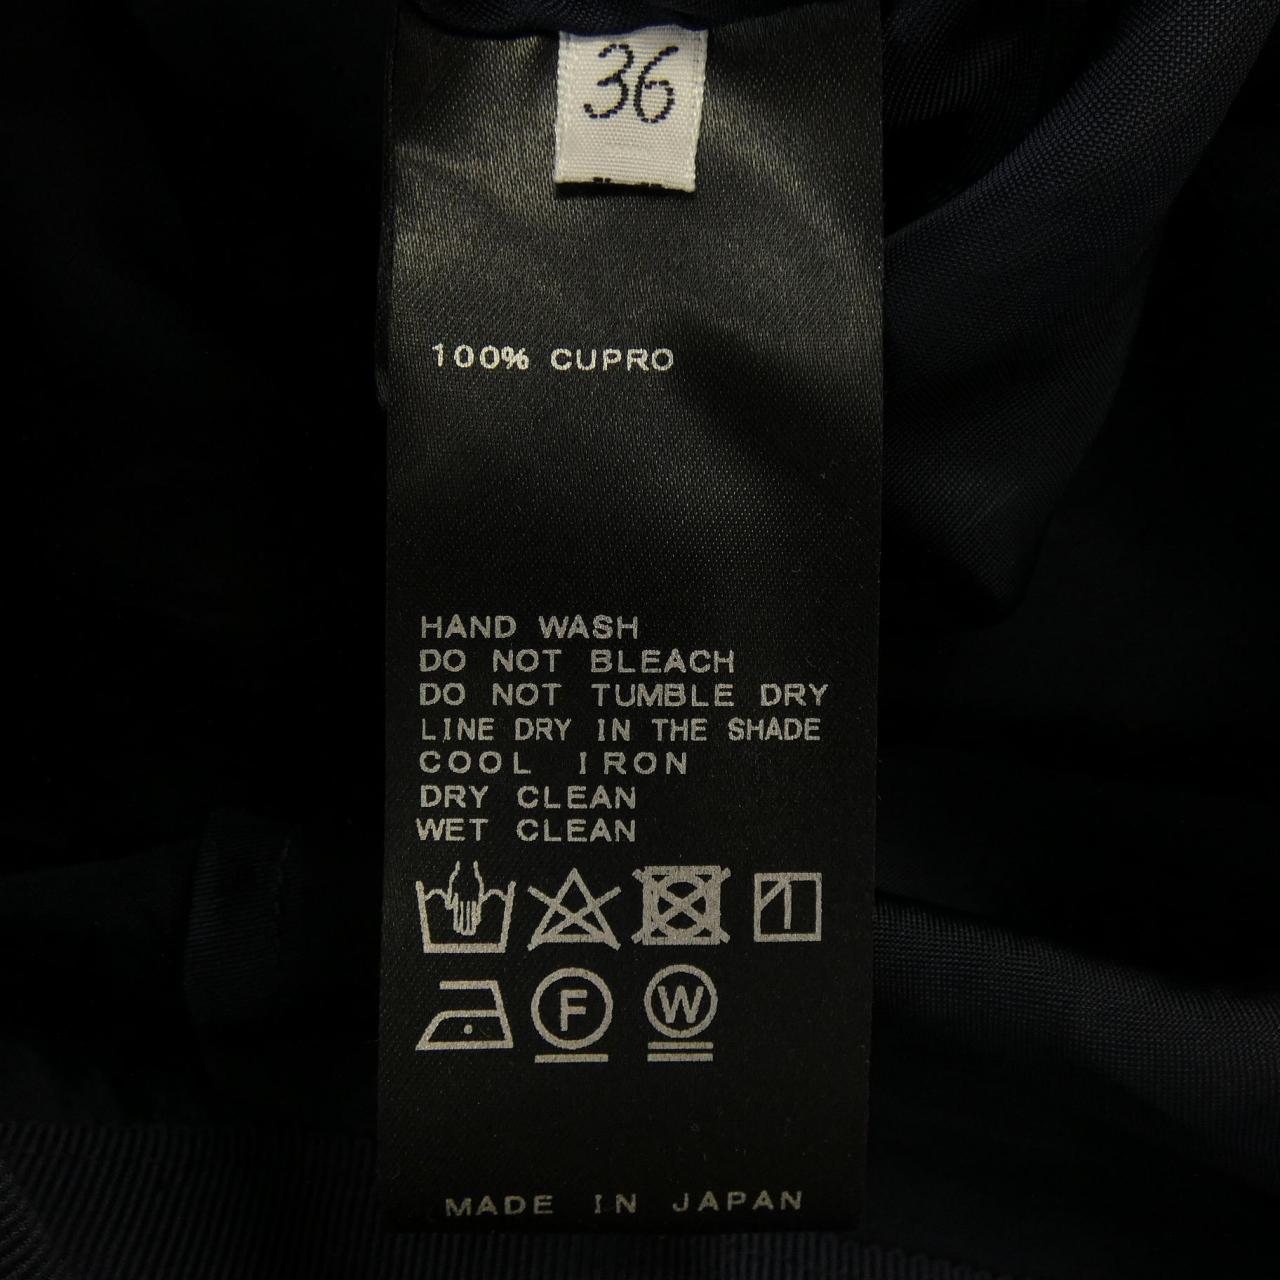 36
100% CUPRO
HAND WASH
DO NOT BLEACH
DO NOT TUMBLE DRY
LINE DRY IN THE SHADE
COOL IRON
DRY CLEAN
WET CLEAN
F W
MADE IN JAPAN